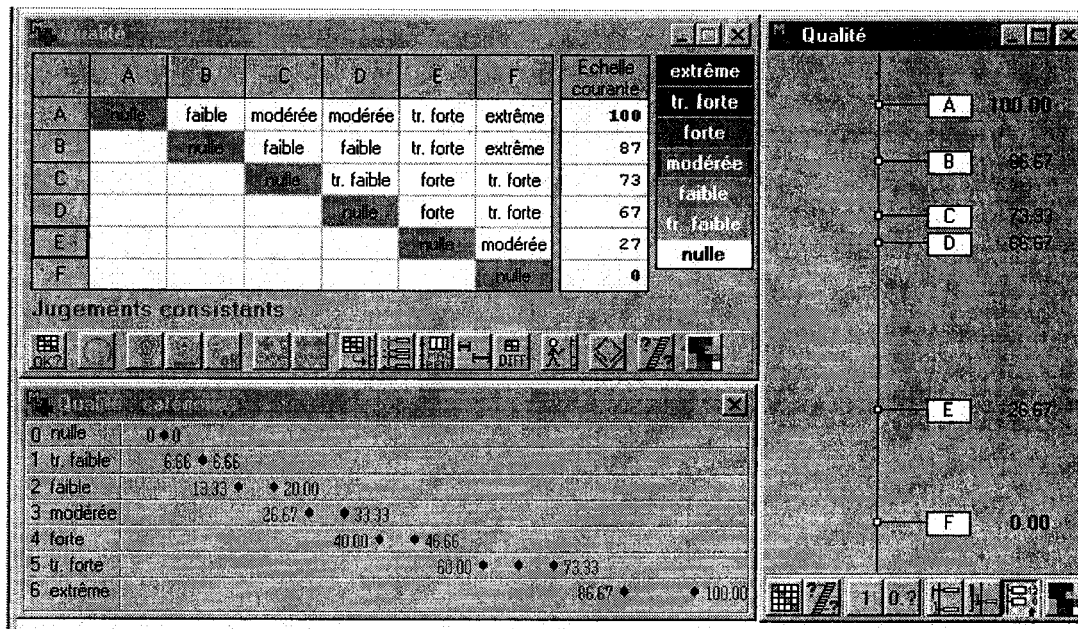 Qualité
A B C D E F Echelle courante
A nulle faible modérée modérée tr. forte extrême 100
B nulle faible faible tr. forte extrême 87
C nulle tr. faible forte tr. forte 73
D nulle forte tr. forte 67
E nulle modérée 27
F nulle 0
extrême
tr. forte
forte
modérée
faible
tr. faible
nulle
Jugements consistants
OK?
DIFF
0 nulle 0 0
1 tr. faible 6.66 6.66
2 faible 13.33 20.00
3 modérée 26.67 33.33
4 forte 40.00 46.66
5 tr. forte 60.00 73.33
6 extrême 86.67 100.00
Qualité
A 100.00
B 86.67
C 73.33
D 66.67
E 26.67
F 0.00